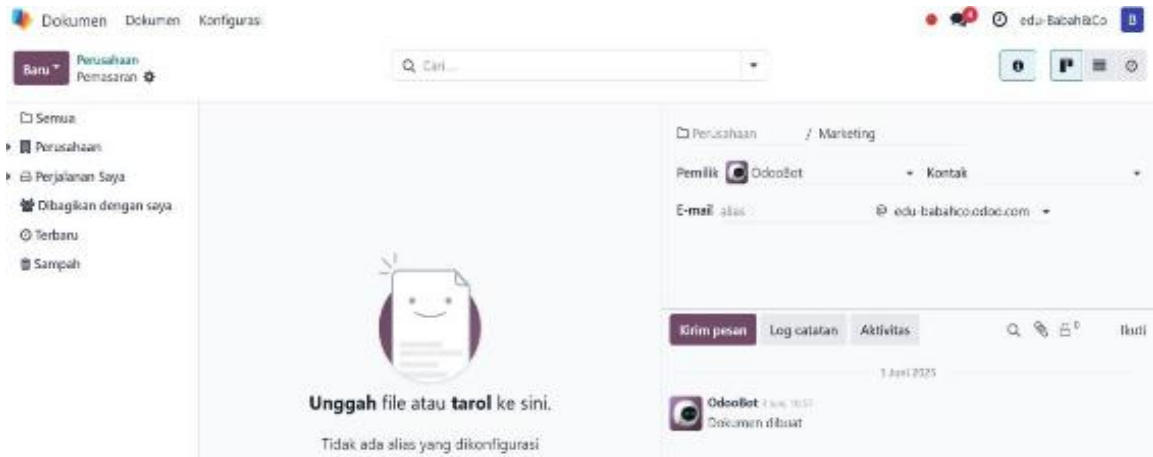 Dokumen Dokumen Konfigurasi
edu-Babah&Co B
Baru Perusahaan
Pemasaran
Cari...
Semua
Perusahaan
Perjalanan Saya
Dibagikan dengan saya
Terbaru
Sampah
Unggah file atau tarol ke sini.
Tidak ada alias yang dikonfigurasi
Perusahaan / Marketing
Pemilik OdooBot Kontak
E-mail alias @ edu-babahco.odoo.com
Kirim pesan Log catatan Aktivitas 0 Ikuti
Juni 2025
OdooBot
Dokumen dibuat